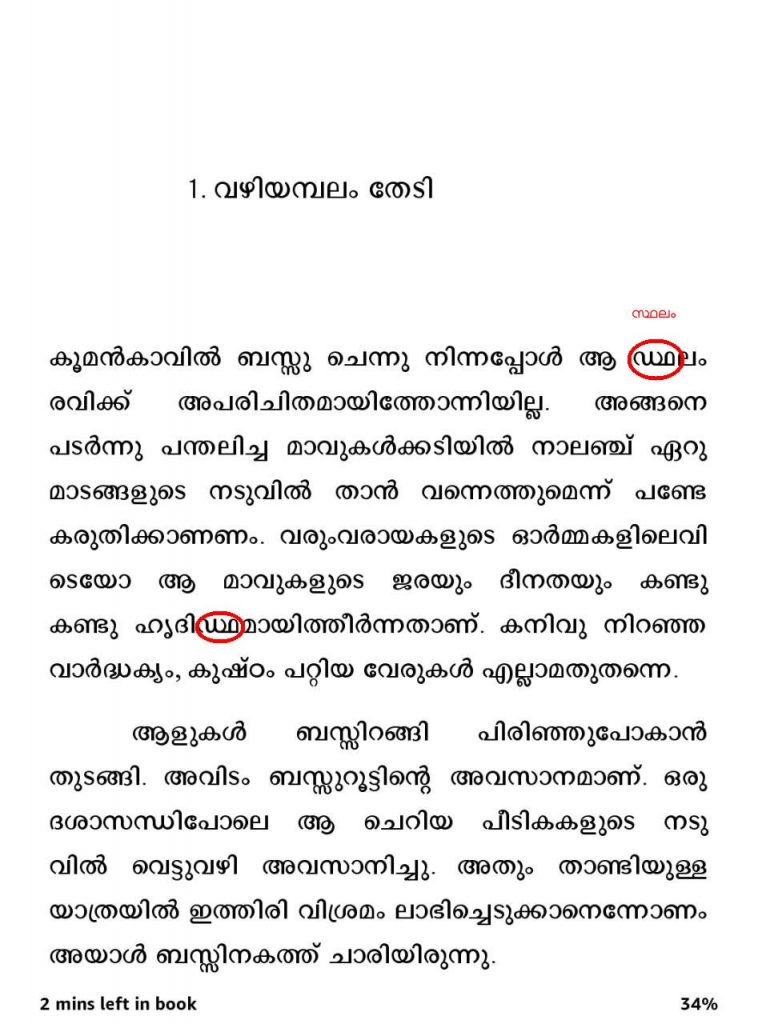 1. വഴിയമ്പലം തേടി
സ്ഥലം
കൂമൻകാവിൽ ബസ്സു ചെന്നു നിന്നപ്പോൾ ആ ഡ്ഥലം
രവിക്ക് അപരിചിതമായിത്തോന്നിയില്ല. അങ്ങനെ
പടർന്നു പന്തലിച്ച മാവുകൾക്കടിയിൽ നാലഞ്ച് ഏറു
മാടങ്ങളുടെ നടുവിൽ താൻ വന്നെത്തുമെന്ന് പണ്ടേ
കരുതിക്കാണണം. വരുംവരായകളുടെ ഓർമ്മകളിലെവി
ടെയോ ആ മാവുകളുടെ ജരയും ദീനതയും കണ്ടു
കണ്ടു ഹൃദിഡ്ഥമായിത്തീർന്നതാണ്. കനിവു നിറഞ്ഞ
വാർദ്ധക്യം, കുഷ്ഠം പറ്റിയ വേരുകൾ എല്ലാമതുതന്നെ.
ആളുകൾ ബസ്സിറങ്ങി പിരിഞ്ഞുപോകാൻ
തുടങ്ങി. അവിടം ബസ്സുറൂട്ടിന്റെ അവസാനമാണ്. ഒരു
ദശാസന്ധിപോലെ ആ ചെറിയ പീടികകളുടെ നടു
വിൽ വെട്ടുവഴി അവസാനിച്ചു. അതും താണ്ടിയുള്ള
യാത്രയിൽ ഇത്തിരി വിശ്രമം ലാഭിച്ചെടുക്കാനെന്നോണം
അയാൾ ബസ്സിനകത്ത് ചാരിയിരുന്നു.
2 mins left in book 34%